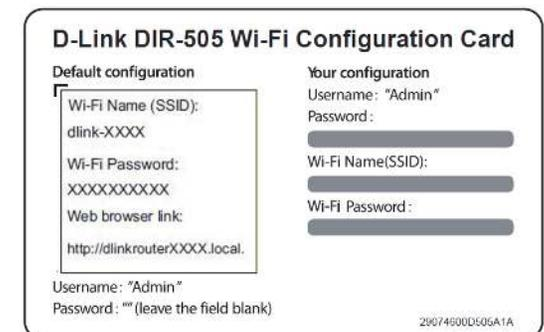 D-Link DIR-505 Wi-Fi Configuration Card
Default configuration
Wi-Fi Name (SSID):
dlink-XXXX
Wi-Fi Password:
XXXXXXXXXX
Web browser link:
http://dlinkrouterXXXX.local.
Username: "Admin"
Password: "" (leave the field blank)
Your configuration
Username: "Admin"
Password:
Wi-Fi Name(SSID):
Wi-Fi Password:
29074600D505A1A